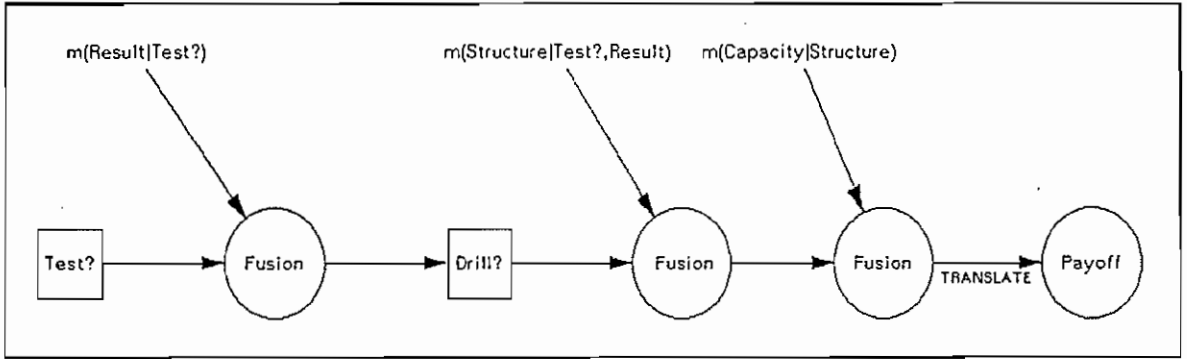 m(Result|Test?) m(Structure|Test?,Result) m(Capacity|Structure)
Test? Fusion Drill? Fusion Fusion Payoff
TRANSLATE